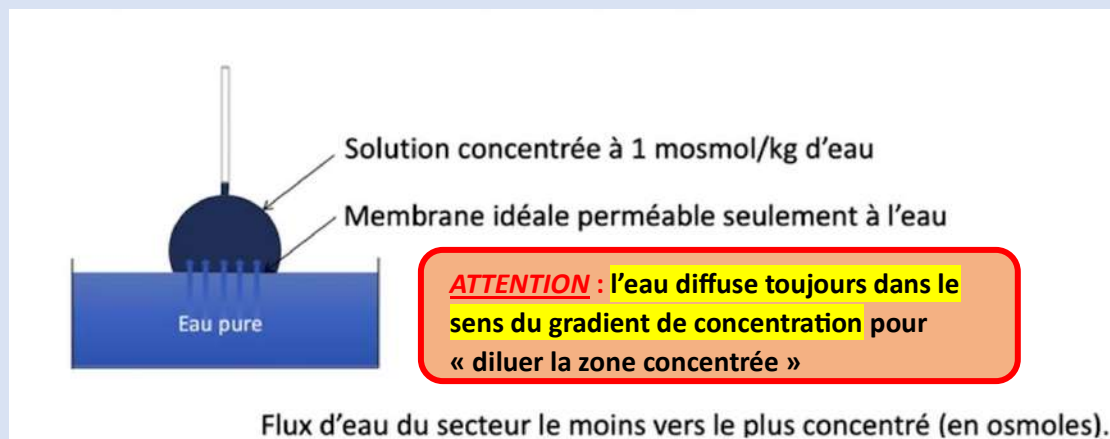 Solution concentrée à 1 mosmol/kg d’eau
Membrane idéale perméable seulement à l’eau
ATTENTION : l’eau diffuse toujours dans le
sens du gradient de concentration pour
« diluer la zone concentrée »
Eau pure
Flux d’eau du secteur le moins vers le plus concentré (en osmoles).